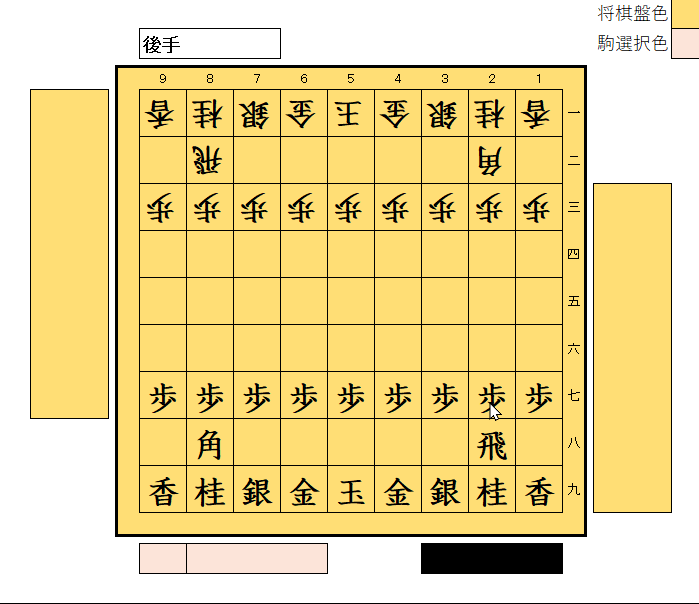 将棋盤色
駒選択色
後手
9 8 7 6 5 4 3 2 1
香 桂 銀 金 王 金 銀 桂 香 一
飛 角 二
歩 歩 歩 歩 歩 歩 歩 歩 歩 三
四
五
六
歩 歩 歩 歩 歩 歩 歩 歩 歩 七
角 飛 八
香 桂 銀 金 玉 金 銀 桂 香 九